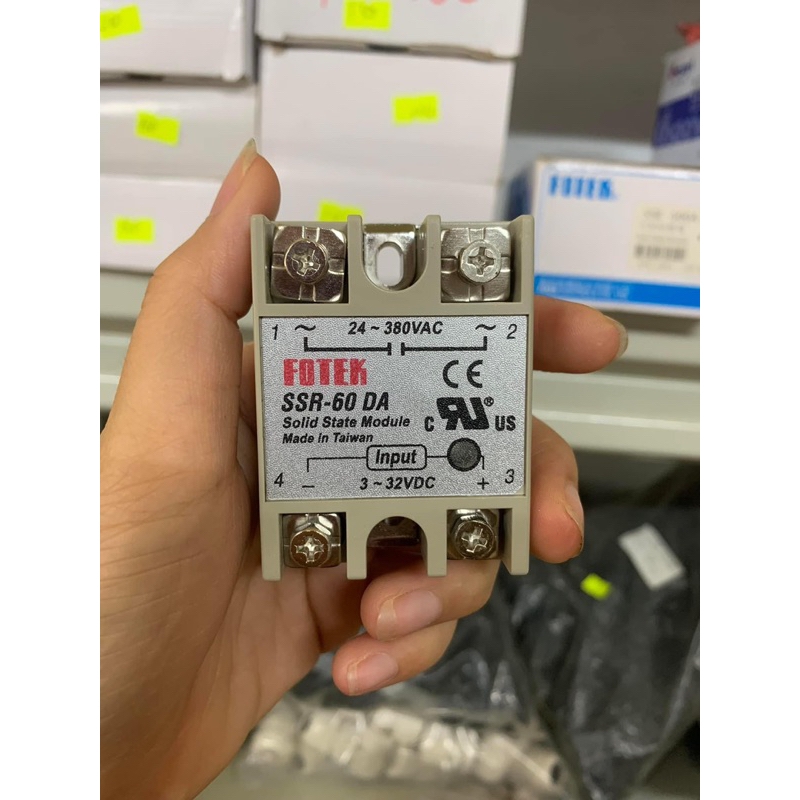 FOTEK
1 ~ 24~380VAC ~ 2
FOTEK
CE
SSR-60 DA
Solid State Module
c RU® US
Made in Taiwan
Input
4 − 3~32VDC + 3